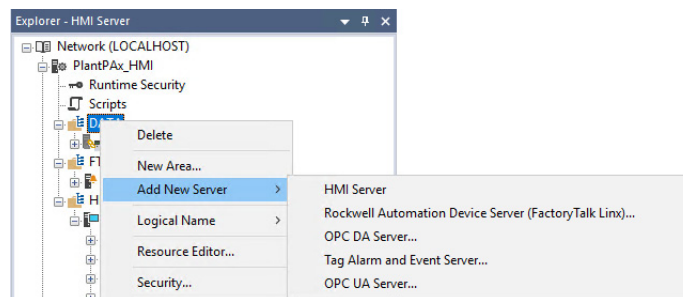 Explorer - HMI Server
Network (LOCALHOST)
PlantPAx_HMI
Runtime Security
Scripts
Delete
New Area...
Add New Server
Logical Name
Resource Editor...
Security...
HMI Server
Rockwell Automation Device Server (FactoryTalk Linx)...
OPC DA Server...
Tag Alarm and Event Server...
OPC UA Server...